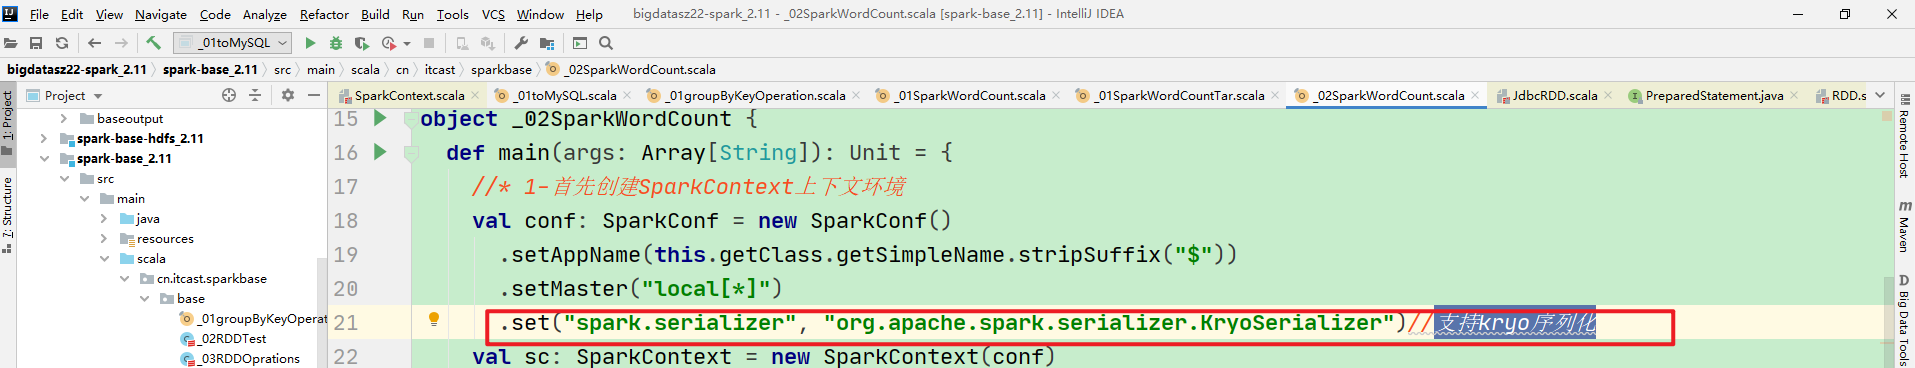 File Edit View Navigate Code Analyze Refactor Build Run Tools VCS Window Help bigdatasz22-spark_2.11 - _02SparkWordCount.scala [spark-base_2.11] - IntelliJ IDEA
_01toMySQL
bigdatasz22-spark_2.11 spark-base_2.11 src main scala cn itcast sparkbase _02SparkWordCount.scala
Project SparkContext.scala _01toMySQL.scala _01groupByKeyOperation.scala _01SparkWordCount.scala _01SparkWordCountTar.scala _02SparkWordCount.scala JdbcRDD.scala PreparedStatement.java RDD.s
1: Project
7: Structure
baseoutput
spark-base-hdfs_2.11
spark-base_2.11
src
main
java
resources
scala
cn.itcast.sparkbase
base
_01groupByKeyOperat
_02RDDTest
_03RDDOprations
15 object _02SparkWordCount {
16 def main(args: Array[String]): Unit = {
17 //* 1-首先创建SparkContext上下文环境
18 val conf: SparkConf = new SparkConf()
19 .setAppName(this.getClass.getSimpleName.stripSuffix("$"))
20 .setMaster("local[*]")
21 .set("spark.serializer", "org.apache.spark.serializer.KryoSerializer")//支持kryo序列化
22 val sc: SparkContext = new SparkContext(conf)
Remote Host
Maven
Big Data Tools